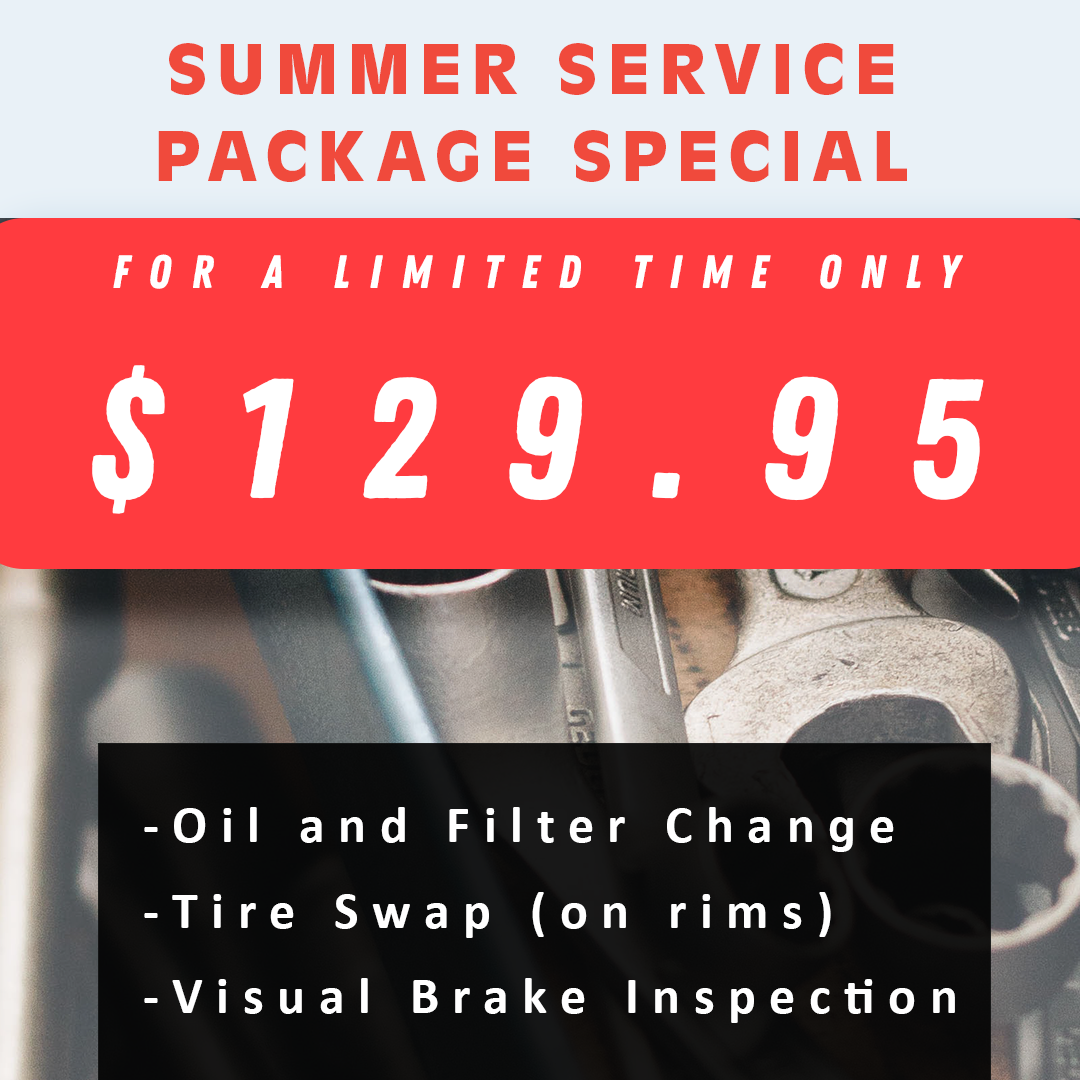 SUMMER SERVICE
PACKAGE SPECIAL
FOR A LIMITED TIME ONLY
$129.95
-Oil and Filter Change
-Tire Swap (on rims)
-Visual Brake Inspection